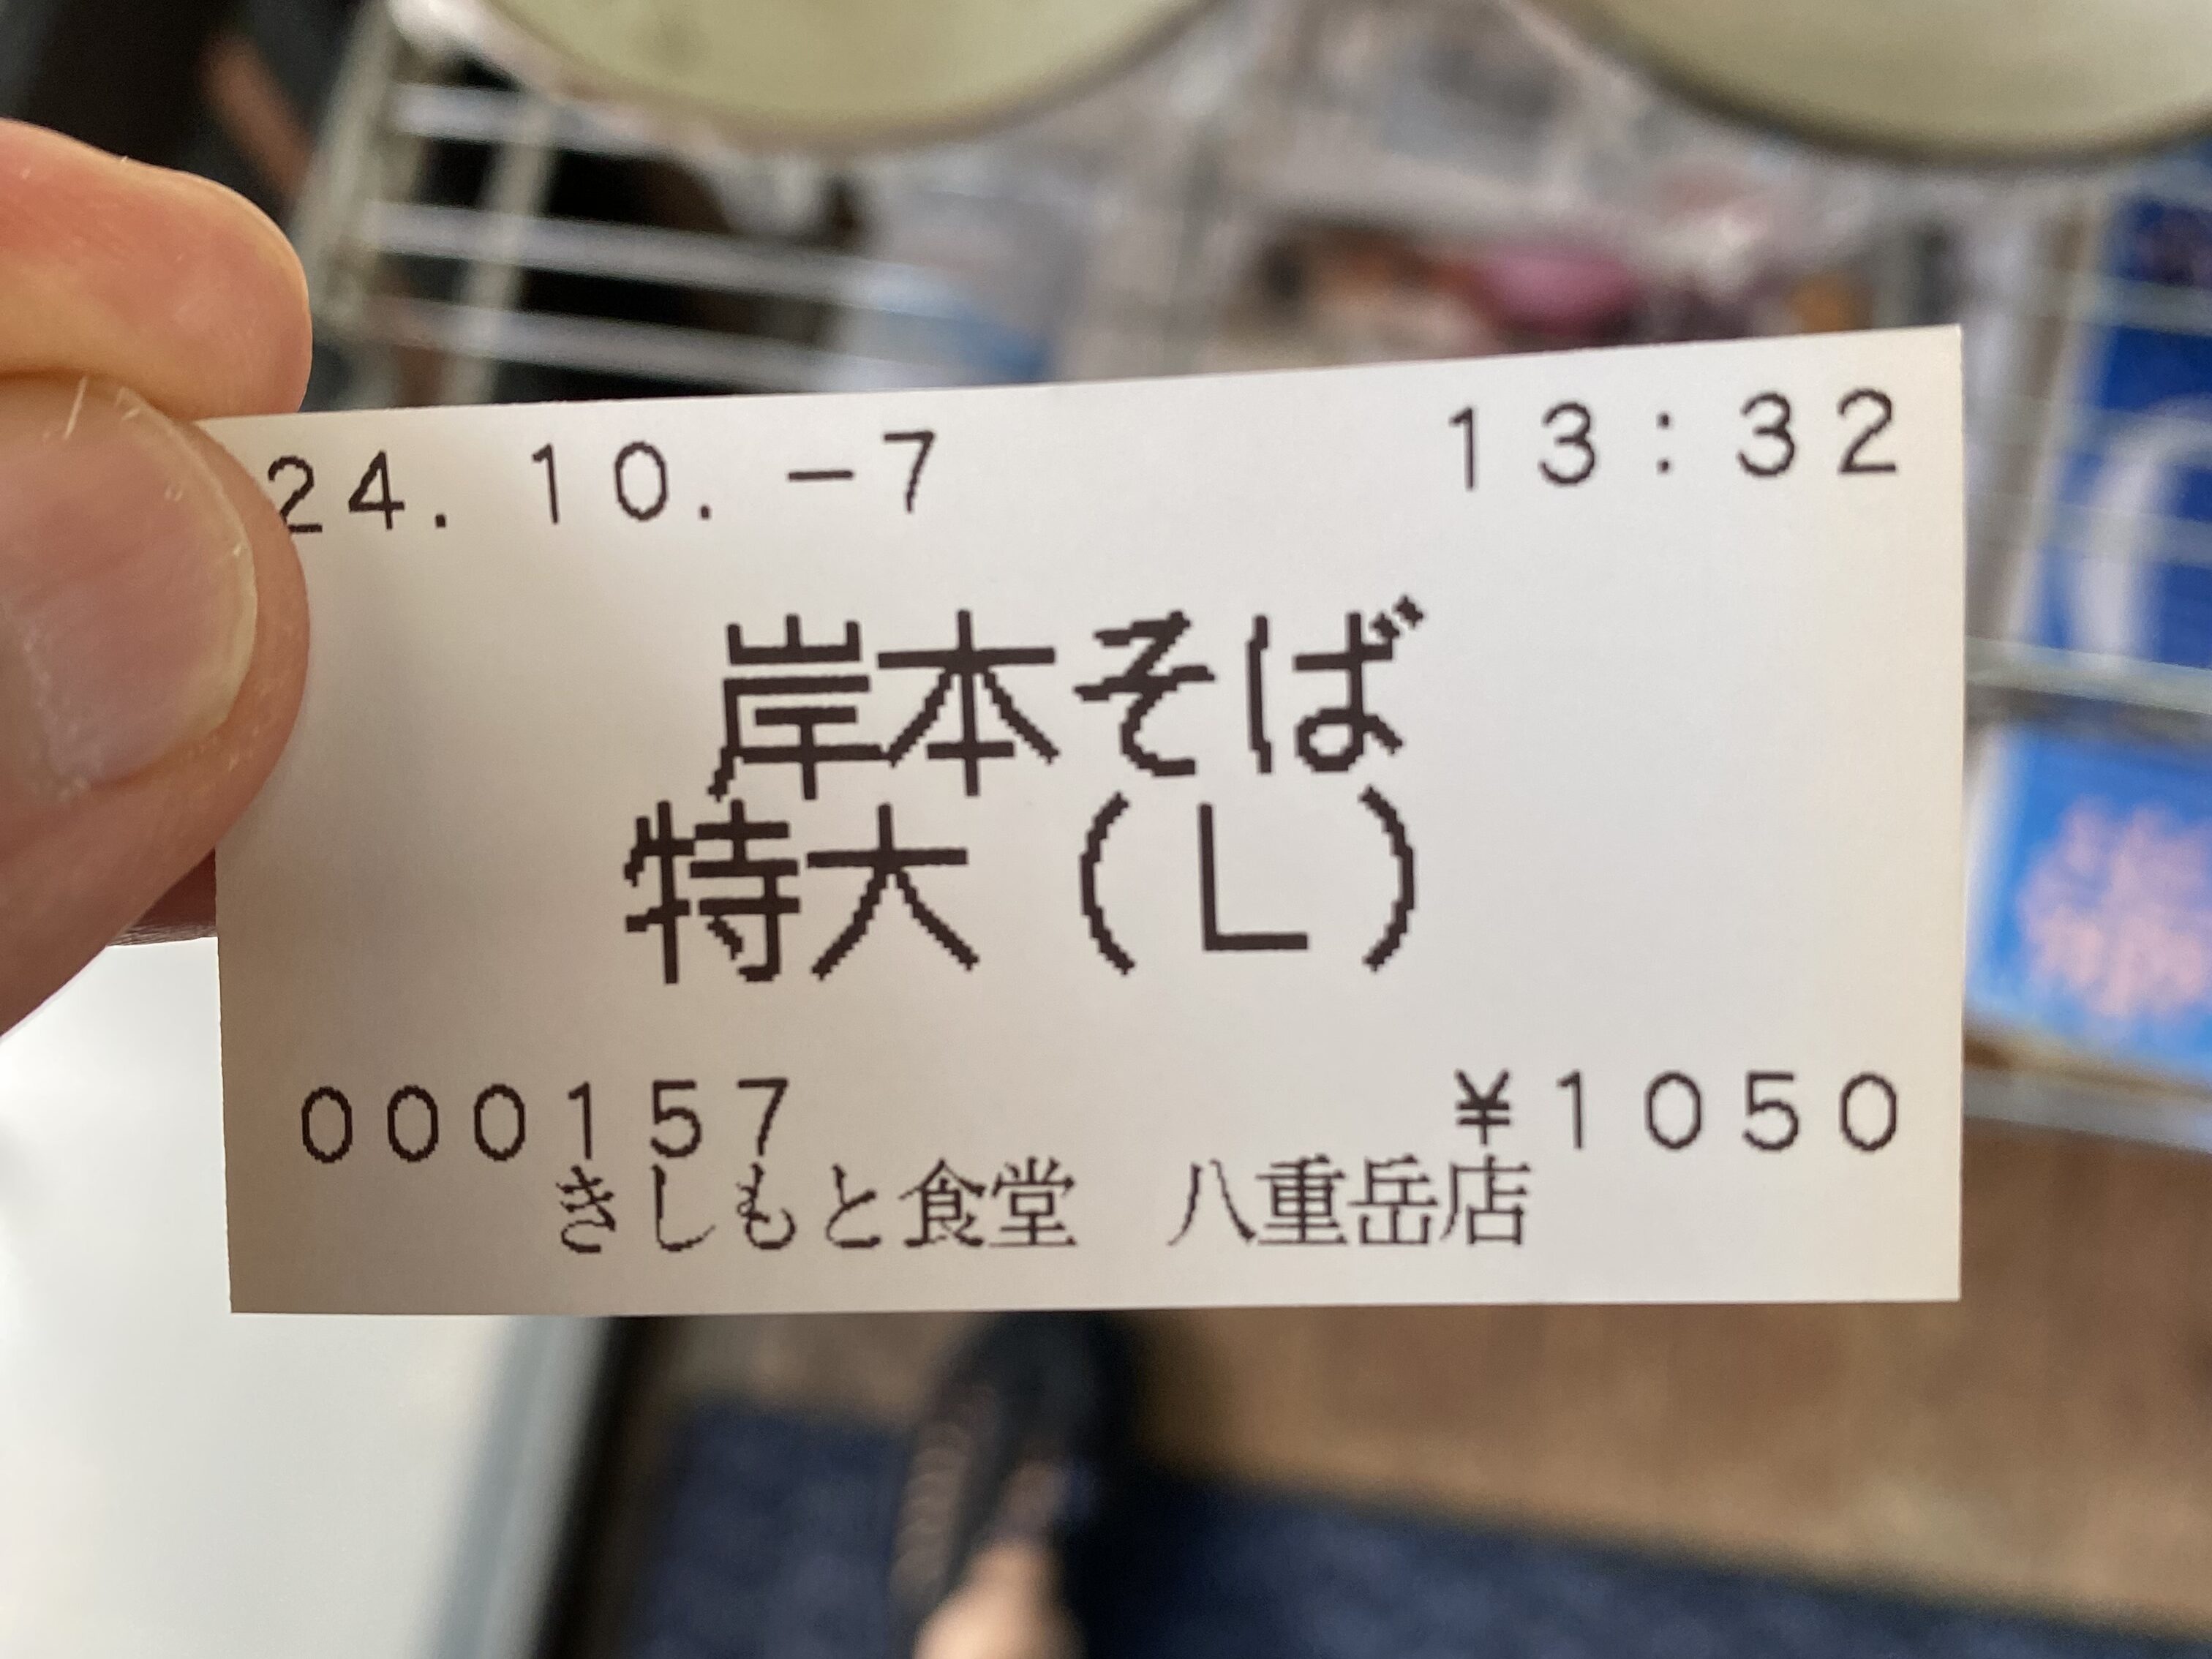 24.10.-7 13:32
岸本そば
特大(L)
000157 ¥1050
きしもと食堂 八重岳店